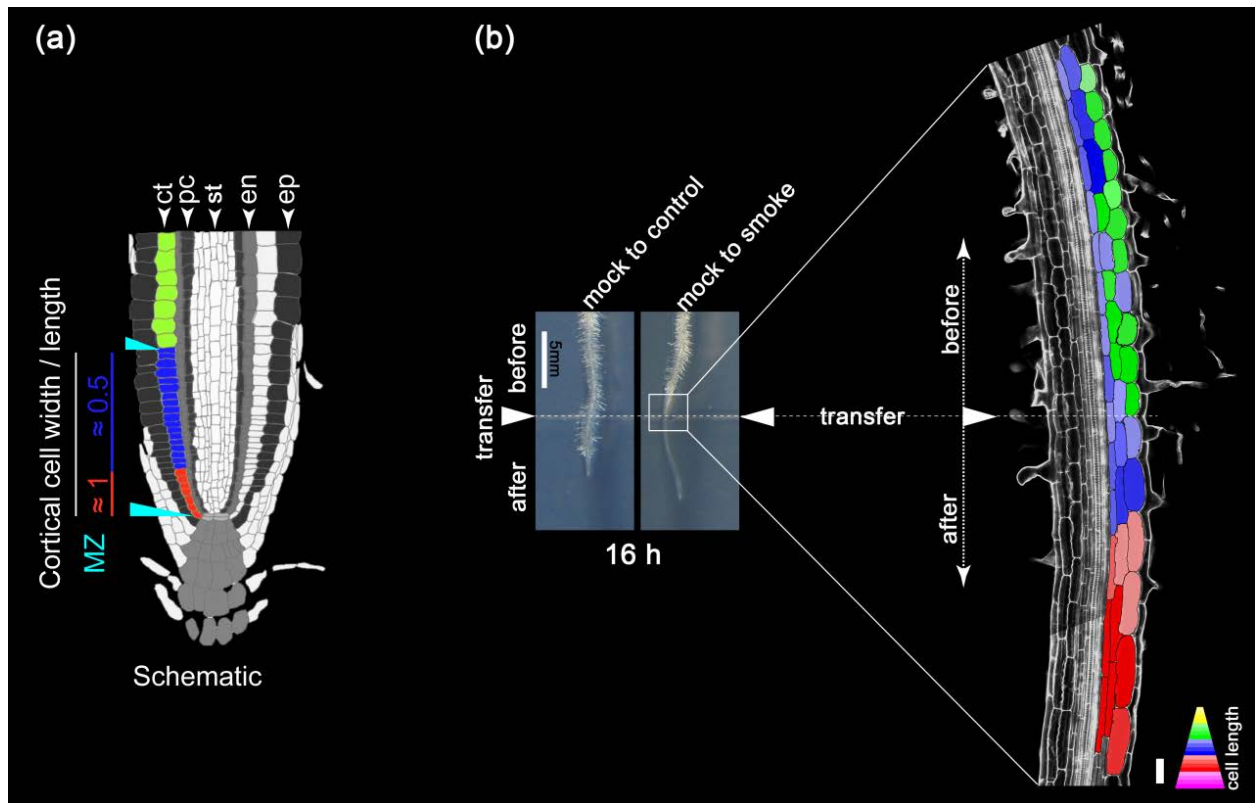 (a)
ct
pc
st
en
ep
Cortical cell width / length
≈ 0.5
≈ 1
MZ
Schematic
(b)
mock to control
mock to smoke
5mm
before
transfer
after
16 h
transfer
before
after
cell length